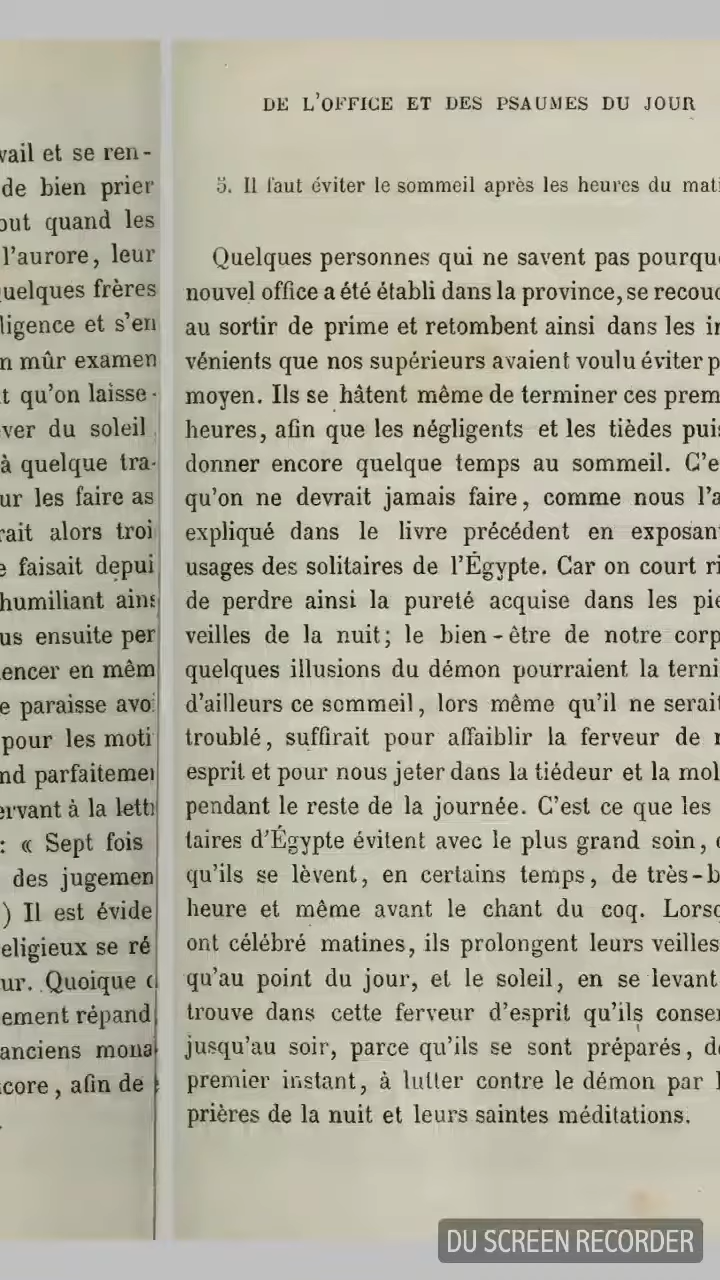 vail et se ren-
de bien prier
out quand les
l'aurore, leur
uelques frères
ligence et s'en
n mûr examen
t qu'on laisse-
ver du soleil
à quelque tra-
ur les faire as
rait alors troi
e faisait depui
humiliant ains
us ensuite per
encer en mêm
e paraisse avoi
pour les moti
nd parfaitemen
ervant à la lett
: « Sept fois
des jugemen
) Il est évide
eligieux se ré
ur. Quoique
ement répand
anciens mona
core, afin de
DE L'OFFICE ET DES PSAUMES DU JOUR
5. Il faut éviter le sommeil après les heures du mati
Quelques personnes qui ne savent pas pourquo
nouvel office a été établi dans la province, se recouc
au sortir de prime et retombent ainsi dans les in
vénients que nos supérieurs avaient voulu éviter p
moyen. Ils se hâtent même de terminer ces prem
heures, afin que les négligents et les tièdes puis
donner encore quelque temps au sommeil. C'e
qu'on ne devrait jamais faire, comme nous l'a
expliqué dans le livre précédent en exposant
usages des solitaires de l'Égypte. Car on court ri
de perdre ainsi la pureté acquise dans les pie
veilles de la nuit; le bien-être de notre corp
quelques illusions du démon pourraient la terni
d'ailleurs ce sommeil, lors même qu'il ne serait
troublé, suffirait pour affaiblir la ferveur de n
esprit et pour nous jeter dans la tiédeur et la mol
pendant le reste de la journée. C'est ce que les
taires d'Égypte évitent avec le plus grand soin,
qu'ils se lèvent, en certains temps, de très-b
heure et même avant le chant du coq. Lorsq
ont célébré matines, ils prolongent leurs veilles
qu'au point du jour, et le soleil, en se levant
trouve dans cette ferveur d'esprit qu'ils conser
jusqu'au soir, parce qu'ils se sont préparés, de
premier instant, à lutter contre le démon par l
prières de la nuit et leurs saintes méditations.
DU SCREEN RECORDER